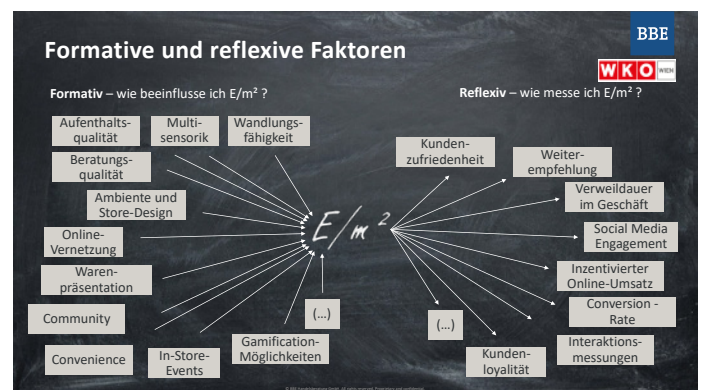 BBE
Formative und reflexive Faktoren
WKO WIEN
Formativ – wie beeinflusse ich E/m² ?
Reflexiv – wie messe ich E/m² ?
Aufenthalts-
qualität
Multi-
sensorik
Wandlungs-
fähigkeit
Beratungs-
qualität
Ambiente und
Store-Design
Online-
Vernetzung
Waren-
präsentation
Community
Convenience
In-Store-
Events
Gamification-
Möglichkeiten
(…)
E/m²
Kunden-
zufriedenheit
Weiter-
empfehlung
Verweildauer
im Geschäft
Social Media
Engagement
Inzentivierter
Online-Umsatz
Conversion -
Rate
Interaktions-
messungen
Kunden-
loyalität
(…)